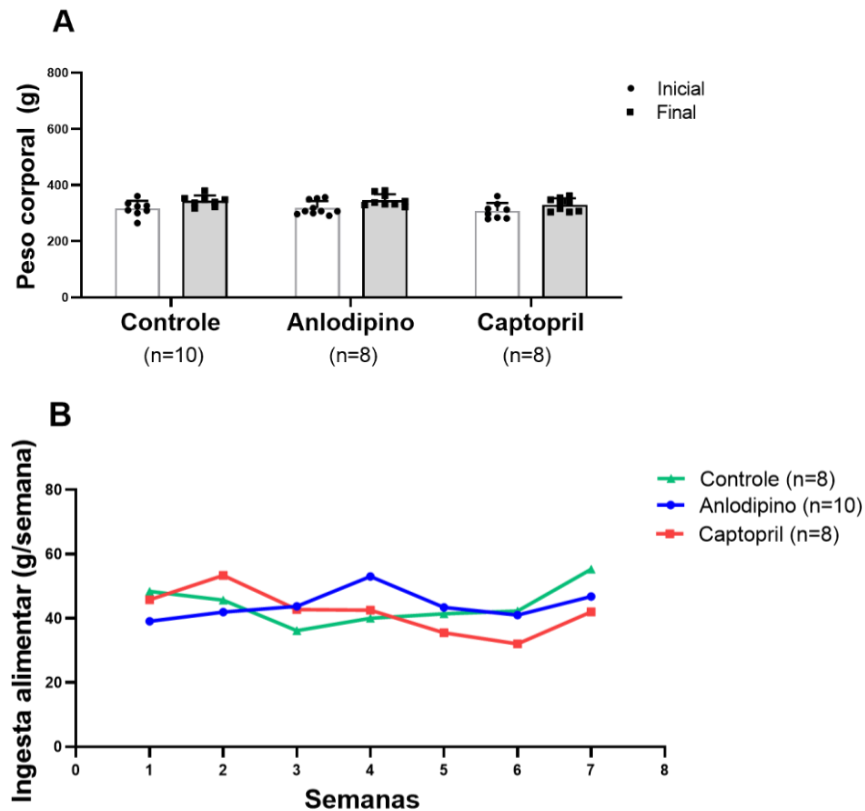 A
Peso corporal (g)
800
600
400
200
0
Inicial
Final
Controle
Anlodipino
Captopril
(n=10)
(n=8)
(n=8)
B
Ingesta alimentar (g/semana)
80
60
40
20
0
0
1
2
3
4
5
6
7
8
Semanas
Controle (n=8)
Anlodipino (n=10)
Captopril (n=8)